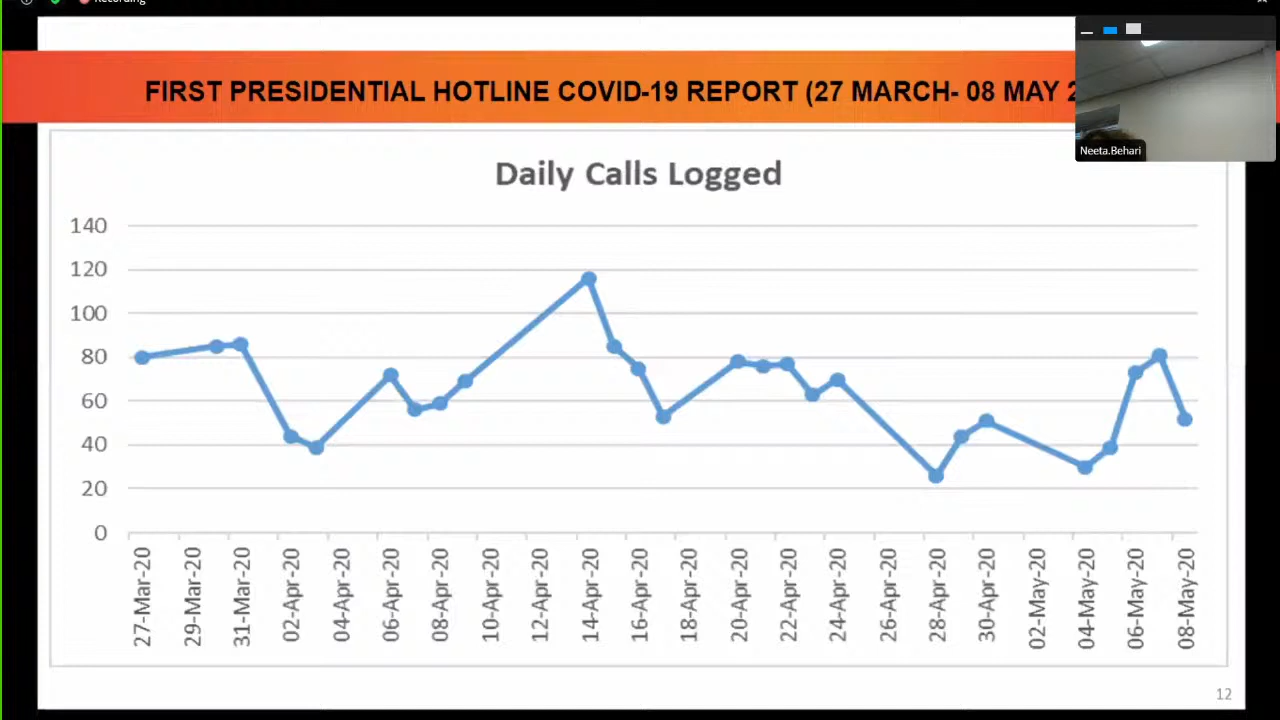 Recording
FIRST PRESIDENTIAL HOTLINE COVID-19 REPORT (27 MARCH- 08 MAY
Neeta.Behari
Daily Calls Logged
140
120
100
80
60
40
20
0
27-Mar-20
29-Mar-20
31-Mar-20
02-Apr-20
04-Apr-20
06-Apr-20
08-Apr-20
10-Apr-20
12-Apr-20
14-Apr-20
16-Apr-20
18-Apr-20
20-Apr-20
22-Apr-20
24-Apr-20
26-Apr-20
28-Apr-20
30-Apr-20
02-May-20
04-May-20
06-May-20
08-May-20
12